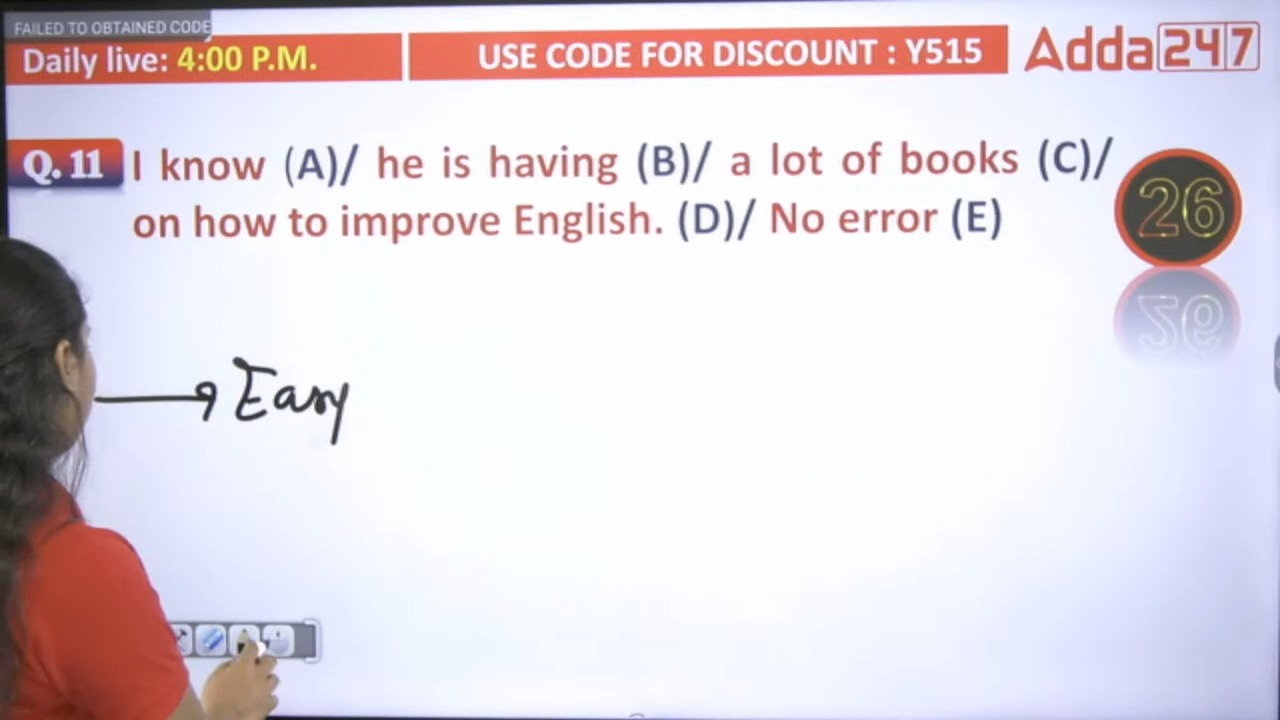 FAILED TO OBTAINED CODE
Daily live: 4:00 P.M.
USE CODE FOR DISCOUNT : Y515
Adda247
Q. 11 I know (A)/ he is having (B)/ a lot of books (C)/
on how to improve English. (D)/ No error (E)
26
Easy